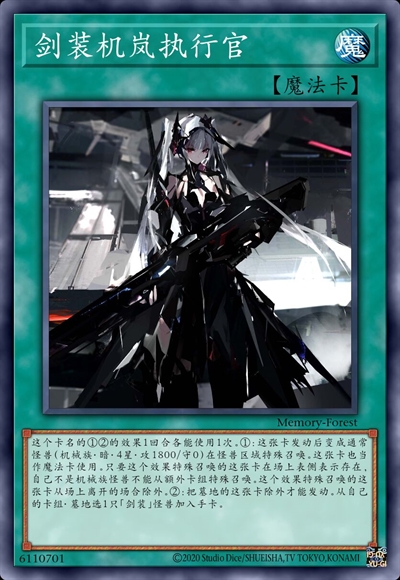 剑装机岚执行官
魔
【魔法卡】
Memory-Forest
这个卡名的①②的效果1回合各能使用1次。①:这张卡发动后变成通常
怪兽(机械族·暗·4星·攻1800/守0)在怪兽区域特殊召唤。这张卡也当
作魔法卡使用。只要这个效果特殊召唤的这张卡在场上表侧表示存在,
自己不是机械族怪兽不能从额外卡组特殊召唤。这个效果特殊召唤的这
张卡从场上离开的场合除外。②:把墓地的这张卡除外才能发动。从自己
的卡组·墓地选1只「剑装」怪兽加入手卡。
6110701
©2020 Studio Dice/SHUEISHA,TV TOKYO,KONAMI